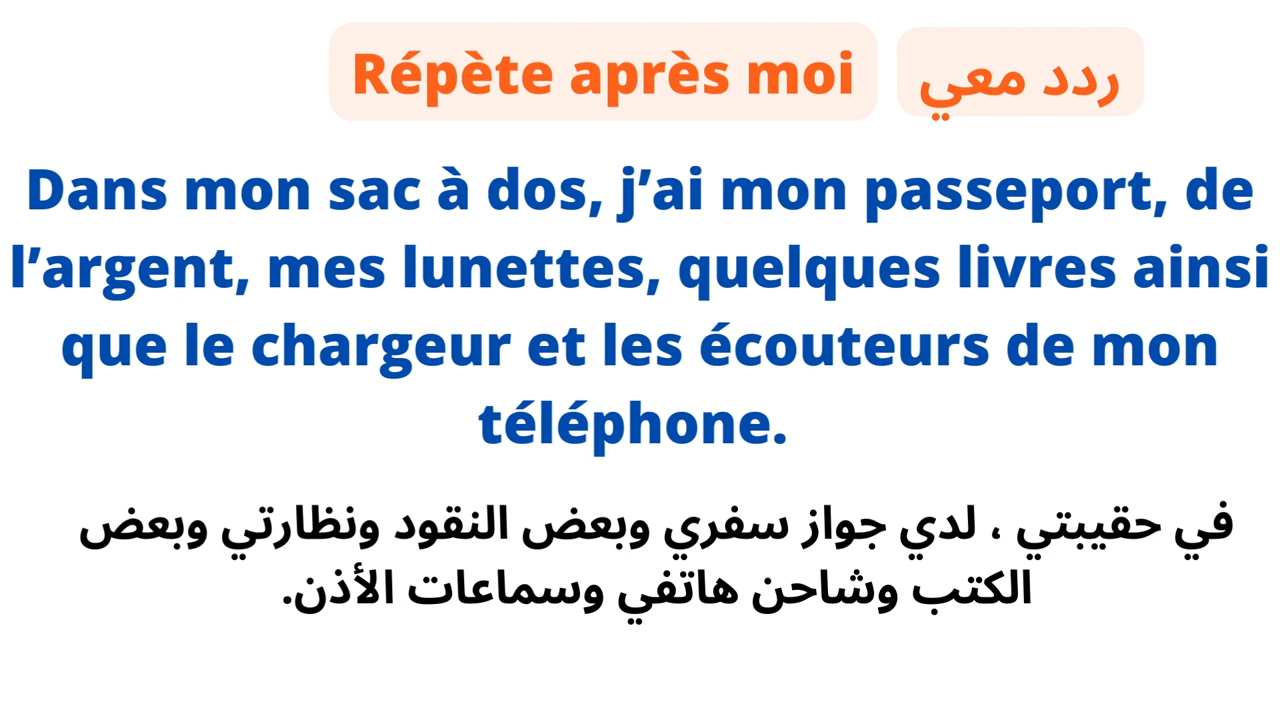 Répète après moi
ردد معي
Dans mon sac à dos, j’ai mon passeport, de
l’argent, mes lunettes, quelques livres ainsi
que le chargeur et les écouteurs de mon
téléphone.
في حقيبتي ، لدي جواز سفري وبعض النقود ونظارتي وبعض
الكتب وشاحن هاتفي وسماعات الأذن.